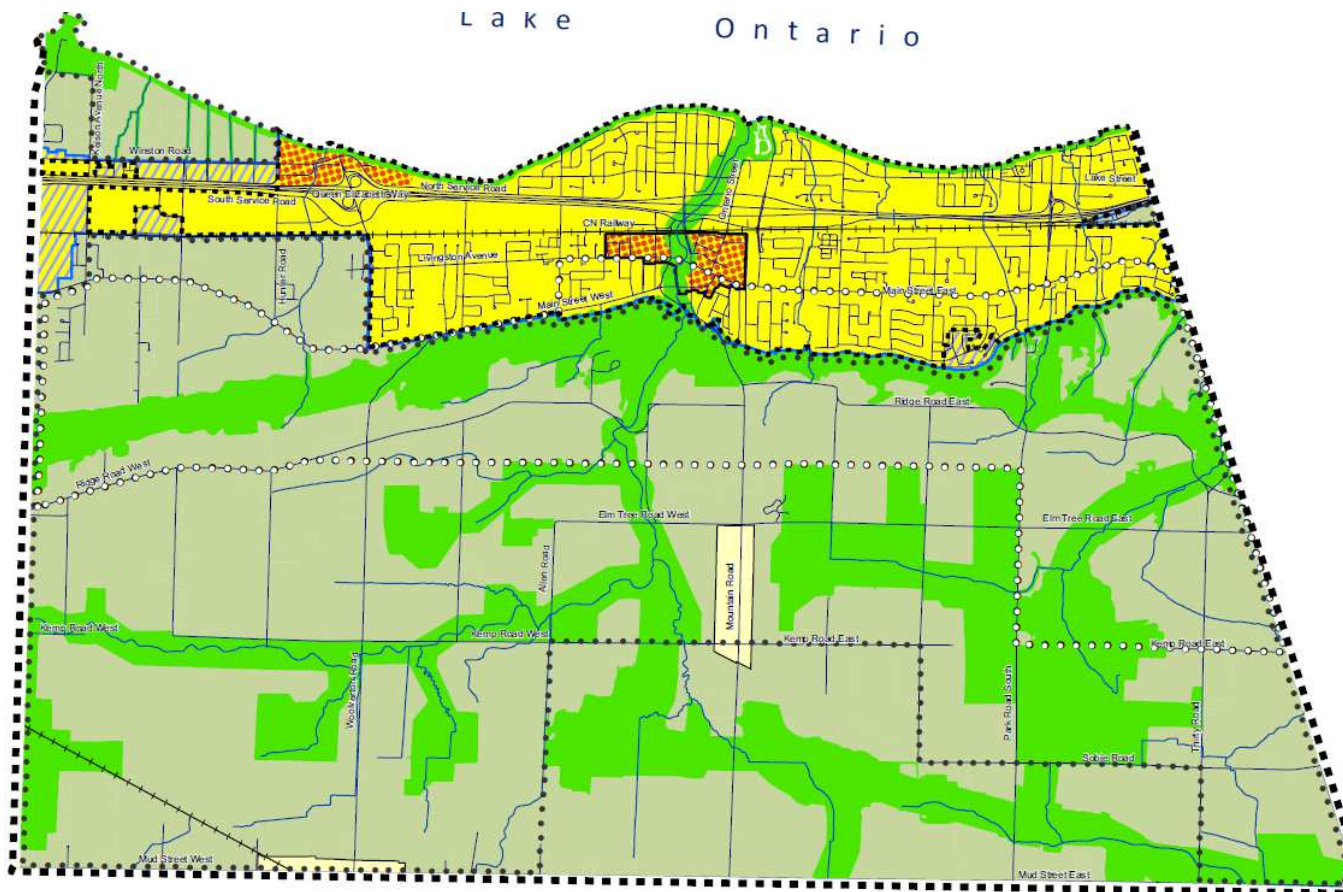 Lake Ontario
Kelson Avenue North
Winston Road
Ontario Street
Lake Street
Queen Elizabeth Way
North Service Road
South Service Road
CN Railway
Livingston Avenue
Hunter Road
Main Street West
Main Street East
Ridge Road East
Ridge Road West
Elm Tree Road West
Elm Tree Road East
Allen Road
Mountain Road
Kemp Road West
Kemp Road West
Kemp Road East
Kemp Road East
Woolverton Road
Park Road South
Thirty Road
Sobie Road
Mud Street West
Mud Street East